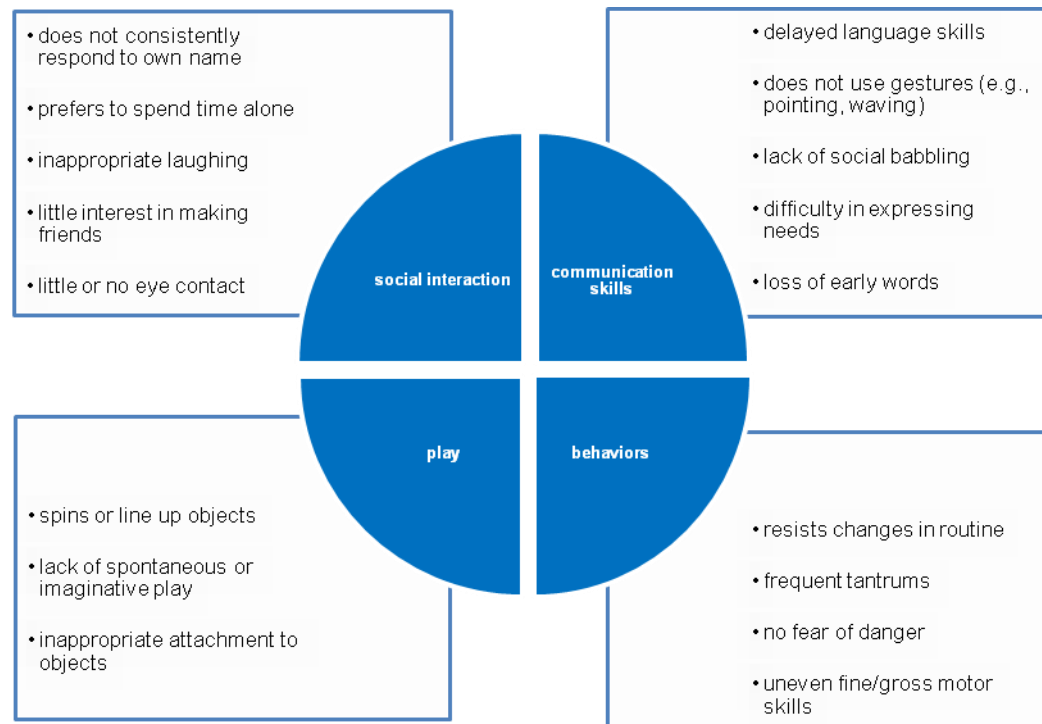 • does not consistently
respond to own name
• prefers to spend time alone
• inappropriate laughing
• little interest in making
friends
• little or no eye contact
• delayed language skills
• does not use gestures (e.g.,
pointing, waving)
• lack of social babbling
• difficulty in expressing
needs
• loss of early words
social interaction
communication
skills
play
behaviors
• spins or line up objects
• lack of spontaneous or
imaginative play
• inappropriate attachment to
objects
• resists changes in routine
• frequent tantrums
• no fear of danger
• uneven fine/gross motor
skills